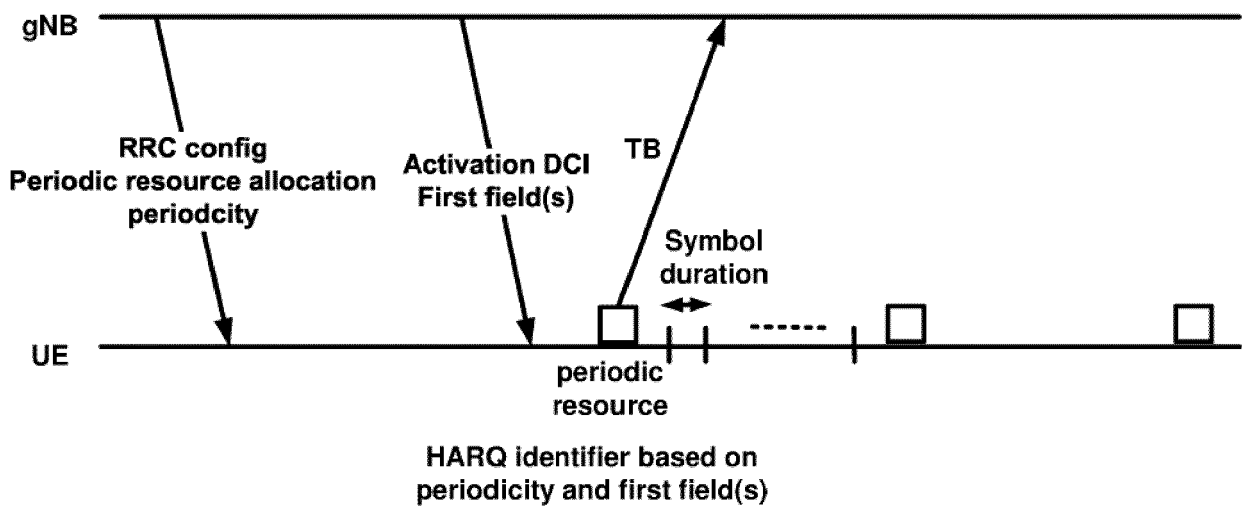 gNB
RRC config
Periodic resource allocation
periodcity
Activation DCI
First field(s)
TB
Symbol
duration
UE
periodic
resource
HARQ identifier based on
periodicity and first field(s)